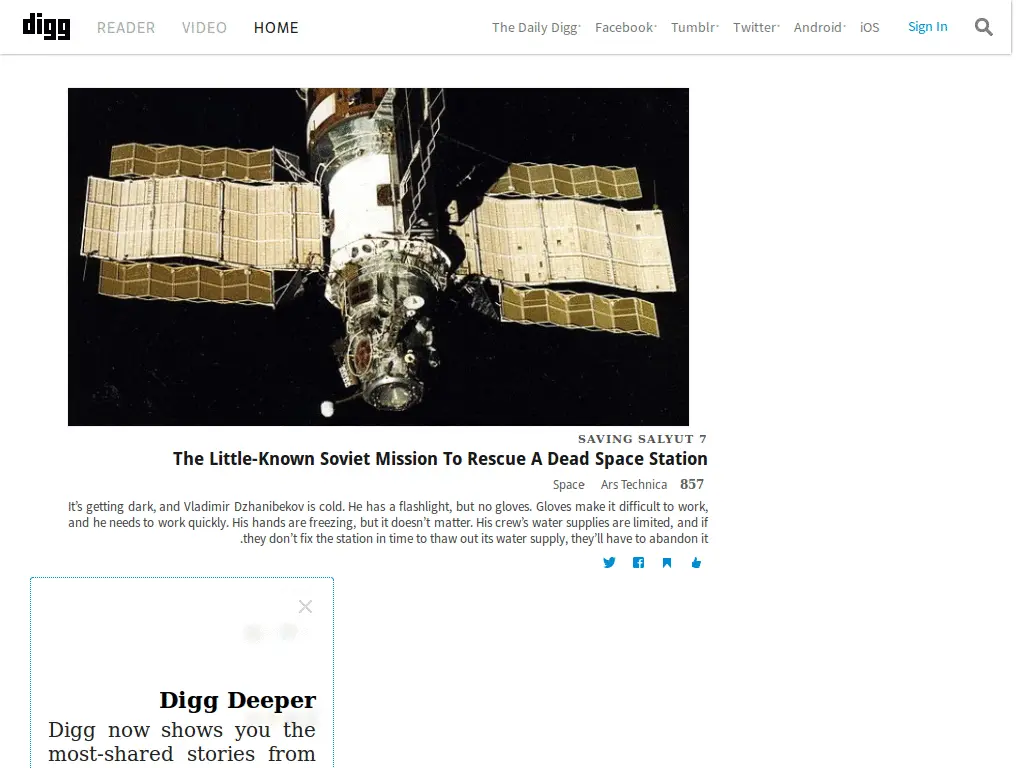 digg READER VIDEO HOME The Daily Digg· Facebook· Tumblr· Twitter· Android· iOS Sign In
SAVING SALYUT 7
The Little-Known Soviet Mission To Rescue A Dead Space Station
Space Ars Technica 857
It’s getting dark, and Vladimir Dzhanibekov is cold. He has a flashlight, but no gloves. Gloves make it difficult to work,
and he needs to work quickly. His hands are freezing, but it doesn’t matter. His crew’s water supplies are limited, and if
.they don’t fix the station in time to thaw out its water supply, they’ll have to abandon it
Digg Deeper
Digg now shows you the
most-shared stories from